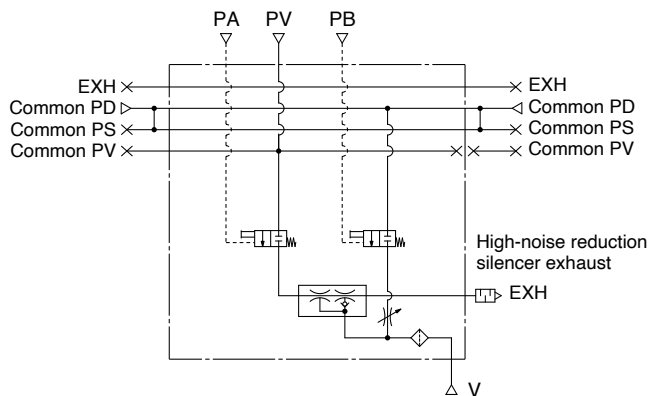 PA PV PB
EXH EXH
Common PD Common PD
Common PS Common PS
Common PV Common PV
High-noise reduction
silencer exhaust
EXH
V